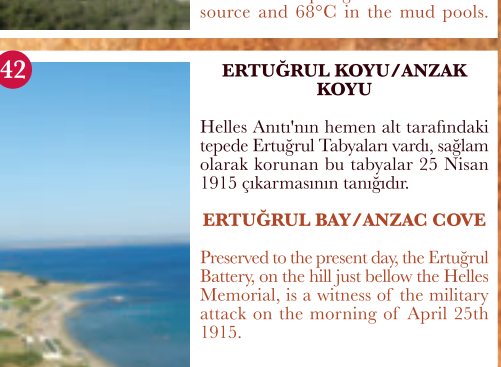 source and 68°C in the mud pools.
42
ERTUĞRUL KOYU/ANZAK
KOYU
Helles Anıtı'nın hemen alt tarafındaki
tepede Ertuğrul Tabyaları vardı, sağlam
olarak korunan bu tabyalar 25 Nisan
1915 çıkarmasının tanığıdır.
ERTUĞRUL BAY/ANZAC COVE
Preserved to the present day, the Ertuğrul
Battery, on the hill just bellow the Helles
Memorial, is a witness of the military
attack on the morning of April 25th
1915.